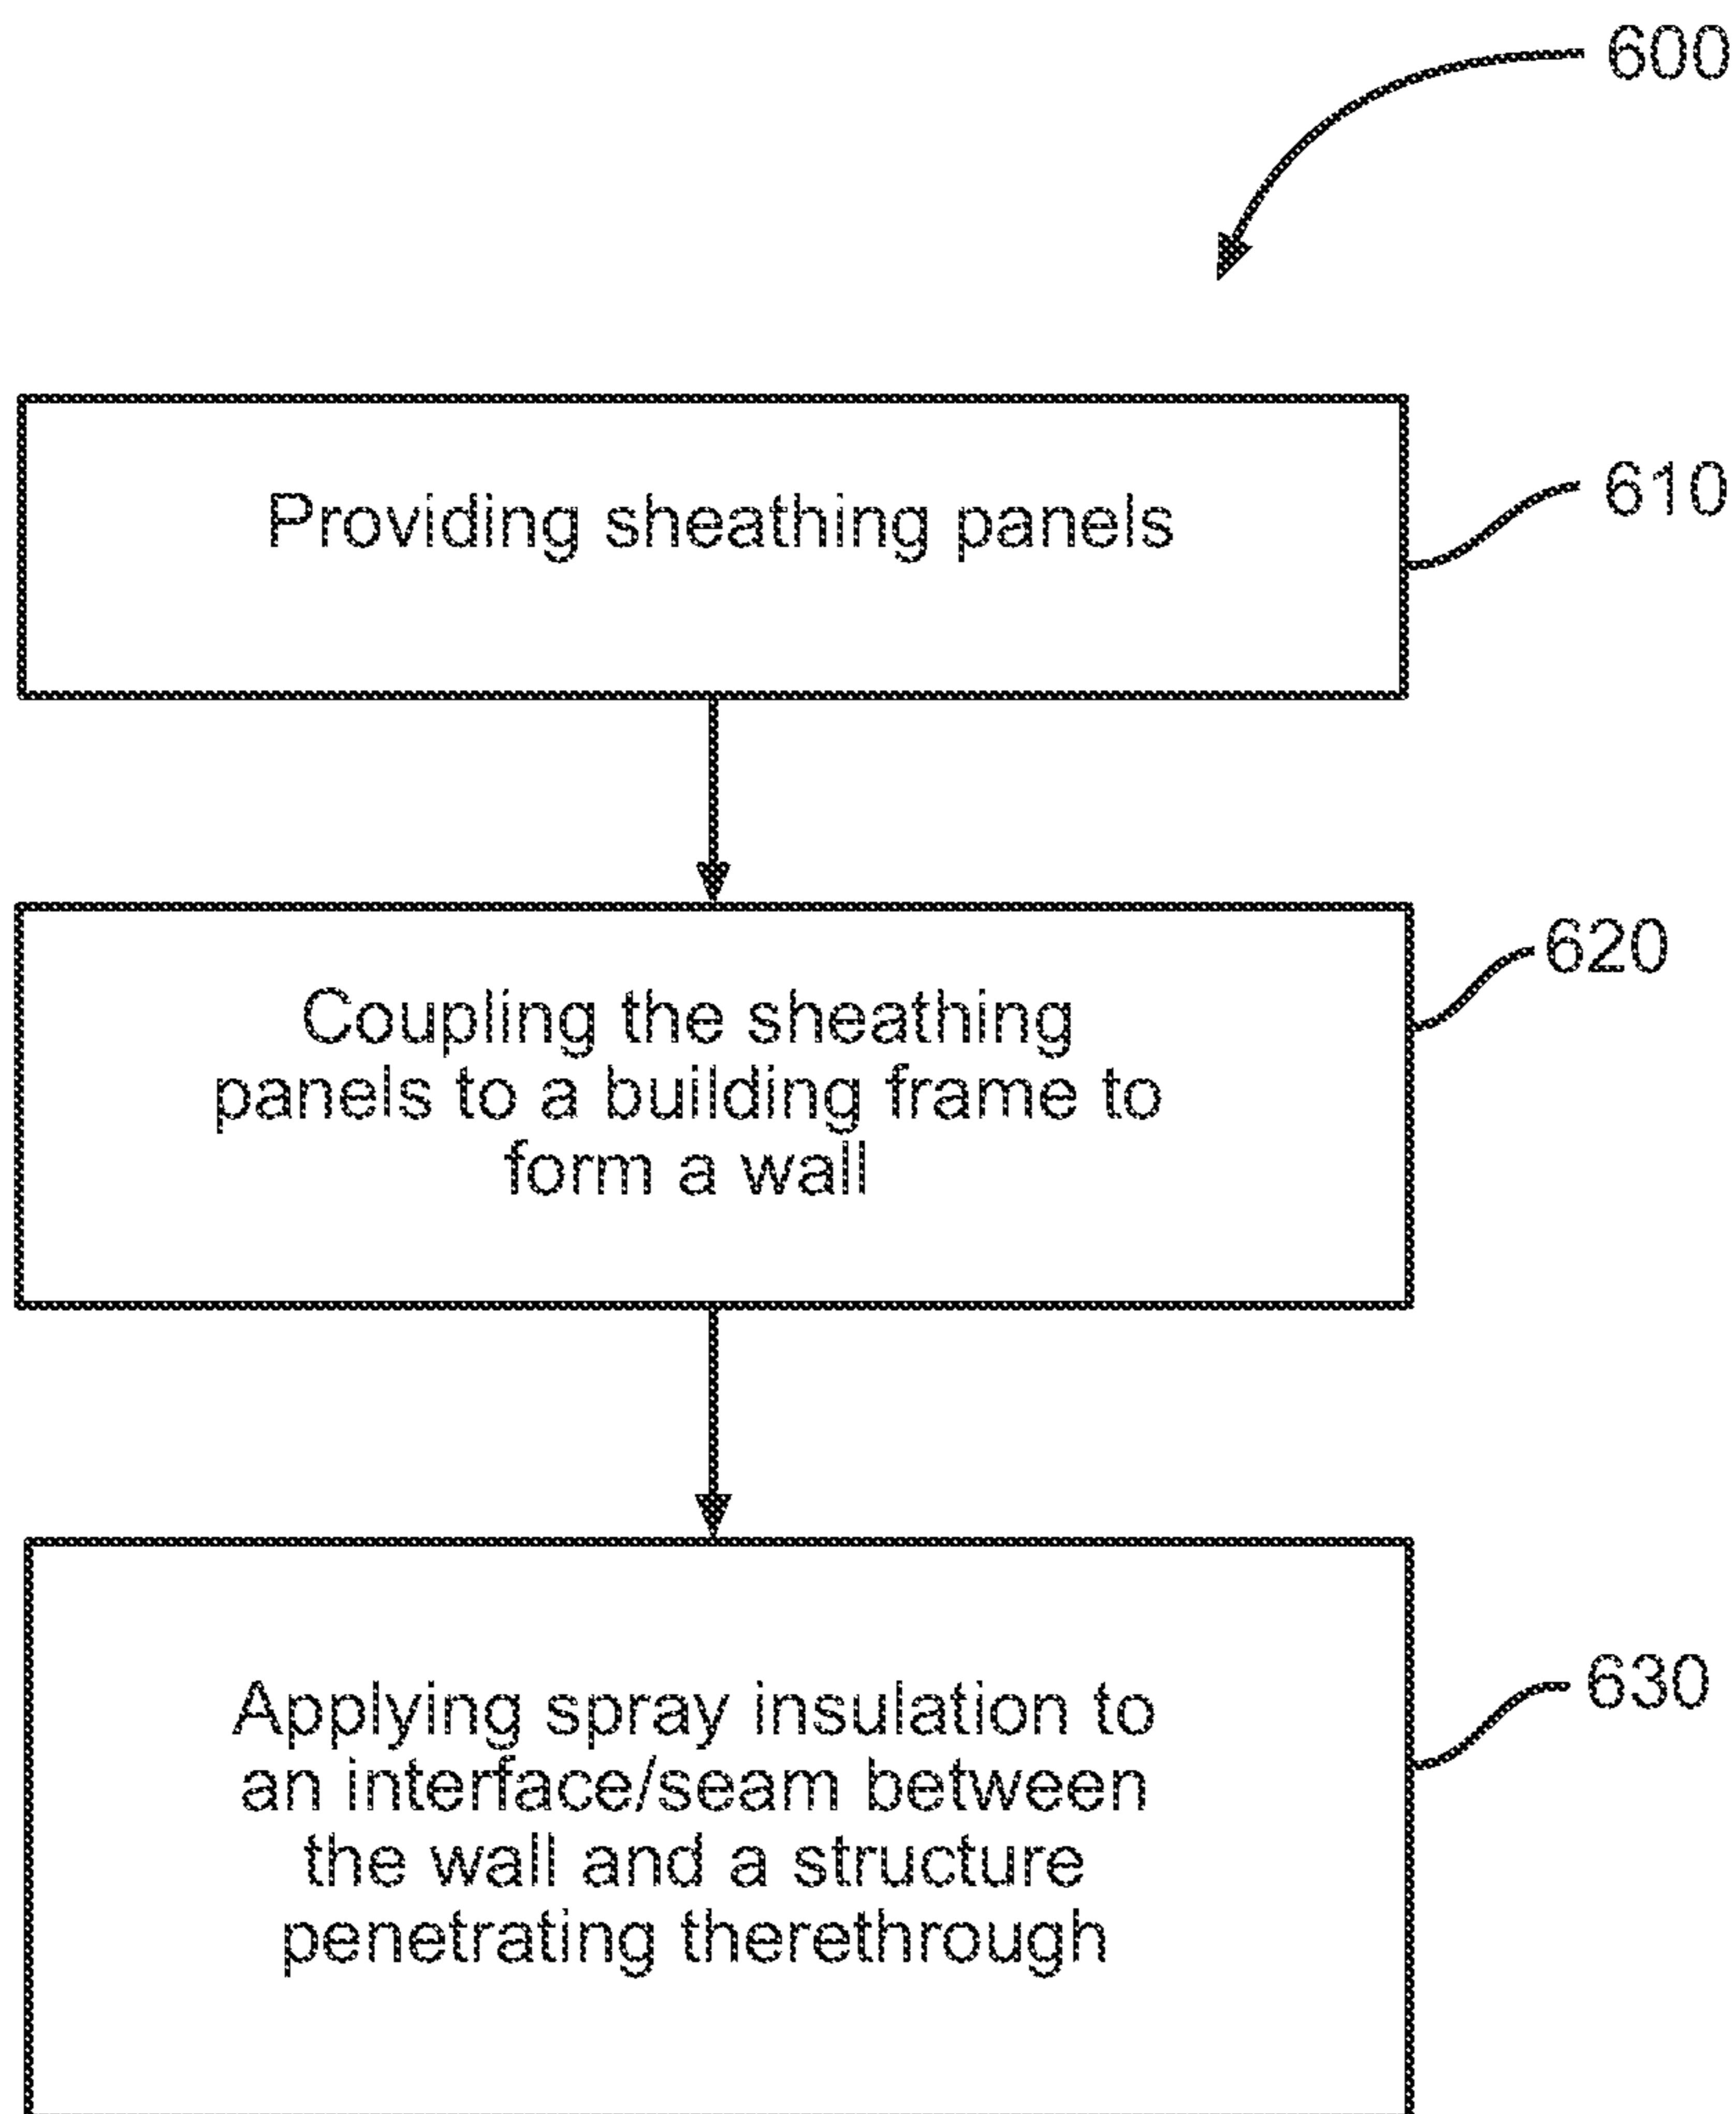 600
Providing sheathing panels
610
Coupling the sheathing
panels to a building frame to
form a wall
620
Applying spray insulation to
an interface/seam between
the wall and a structure
penetrating therethrough
630